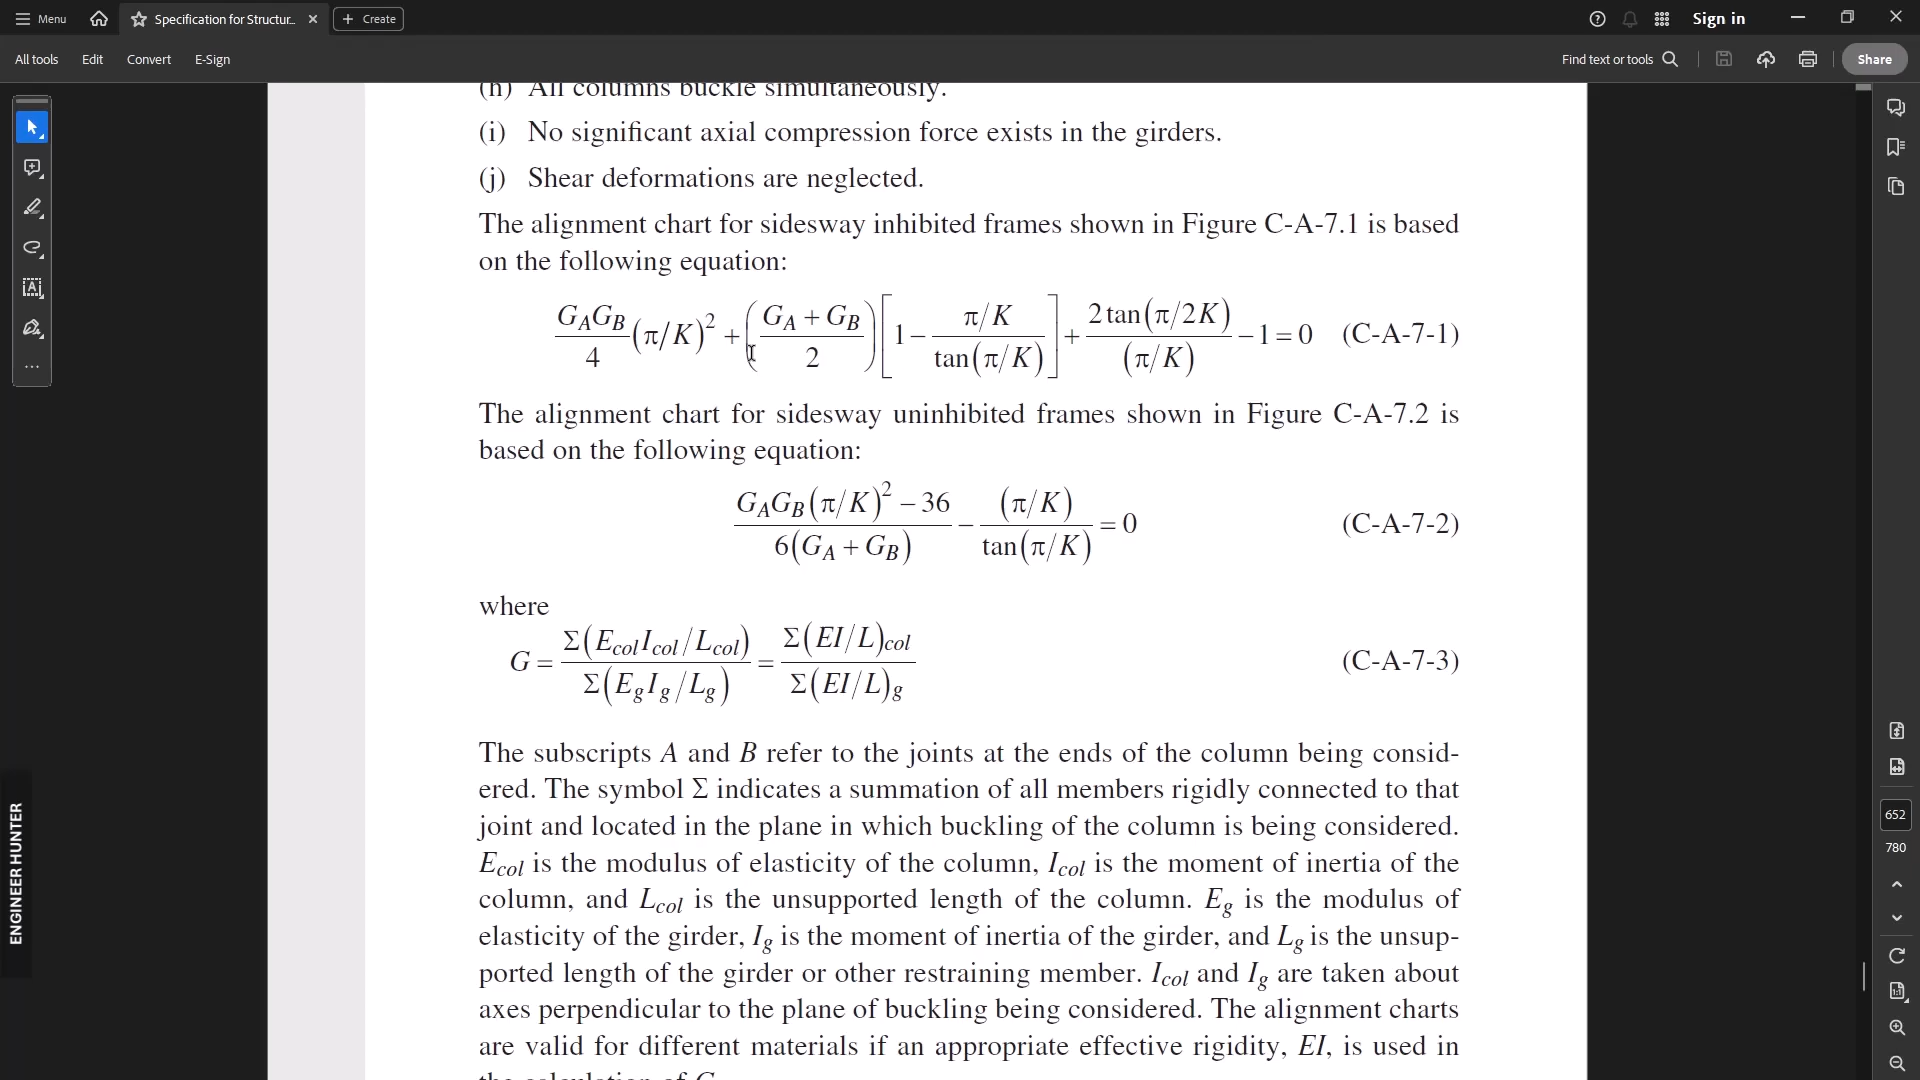 Menu
Specification for Structur...
Create
Sign in
All tools
Edit
Convert
E-Sign
Find text or tools
Share
(h) All columns buckle simultaneously.
(i) No significant axial compression force exists in the girders.
(j) Shear deformations are neglected.
The alignment chart for sidesway inhibited frames shown in Figure C-A-7.1 is based
on the following equation:
G_A G_B / 4 (π/K)² + ((G_A + G_B) / 2) [1 − (π/K) / tan(π/K)] + 2 tan(π/2K) / (π/K) − 1 = 0 (C-A-7-1)
The alignment chart for sidesway uninhibited frames shown in Figure C-A-7.2 is
based on the following equation:
(G_A G_B (π/K)² − 36) / (6(G_A + G_B)) − (π/K) / tan(π/K) = 0 (C-A-7-2)
where
G = Σ(E_col I_col / L_col) / Σ(E_g I_g / L_g) = Σ(EI/L)_col / Σ(EI/L)_g (C-A-7-3)
The subscripts A and B refer to the joints at the ends of the column being consid-
ered. The symbol Σ indicates a summation of all members rigidly connected to that
joint and located in the plane in which buckling of the column is being considered.
E_col is the modulus of elasticity of the column, I_col is the moment of inertia of the
column, and L_col is the unsupported length of the column. E_g is the modulus of
elasticity of the girder, I_g is the moment of inertia of the girder, and L_g is the unsup-
ported length of the girder or other restraining member. I_col and I_g are taken about
axes perpendicular to the plane of buckling being considered. The alignment charts
are valid for different materials if an appropriate effective rigidity, EI, is used in
the calculation of G.
652
780
ENGINEER HUNTER